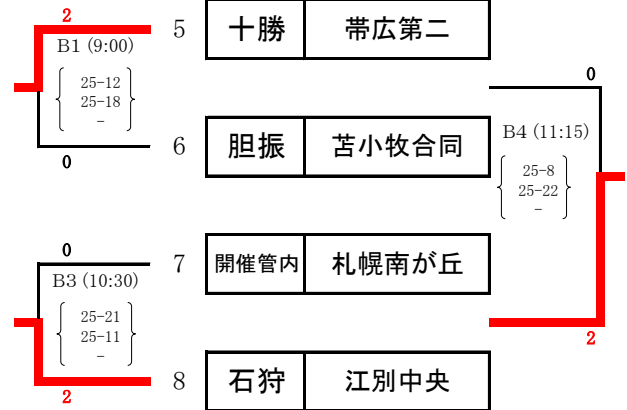 2
5 十勝 帯広第二
B1 (9:00)
25-12
25-18
-
0
6 胆振 苫小牧合同
0
B4 (11:15)
25-8
25-22
-
2
0
7 開催管内 札幌南が丘
B3 (10:30)
25-21
25-11
-
2
8 石狩 江別中央